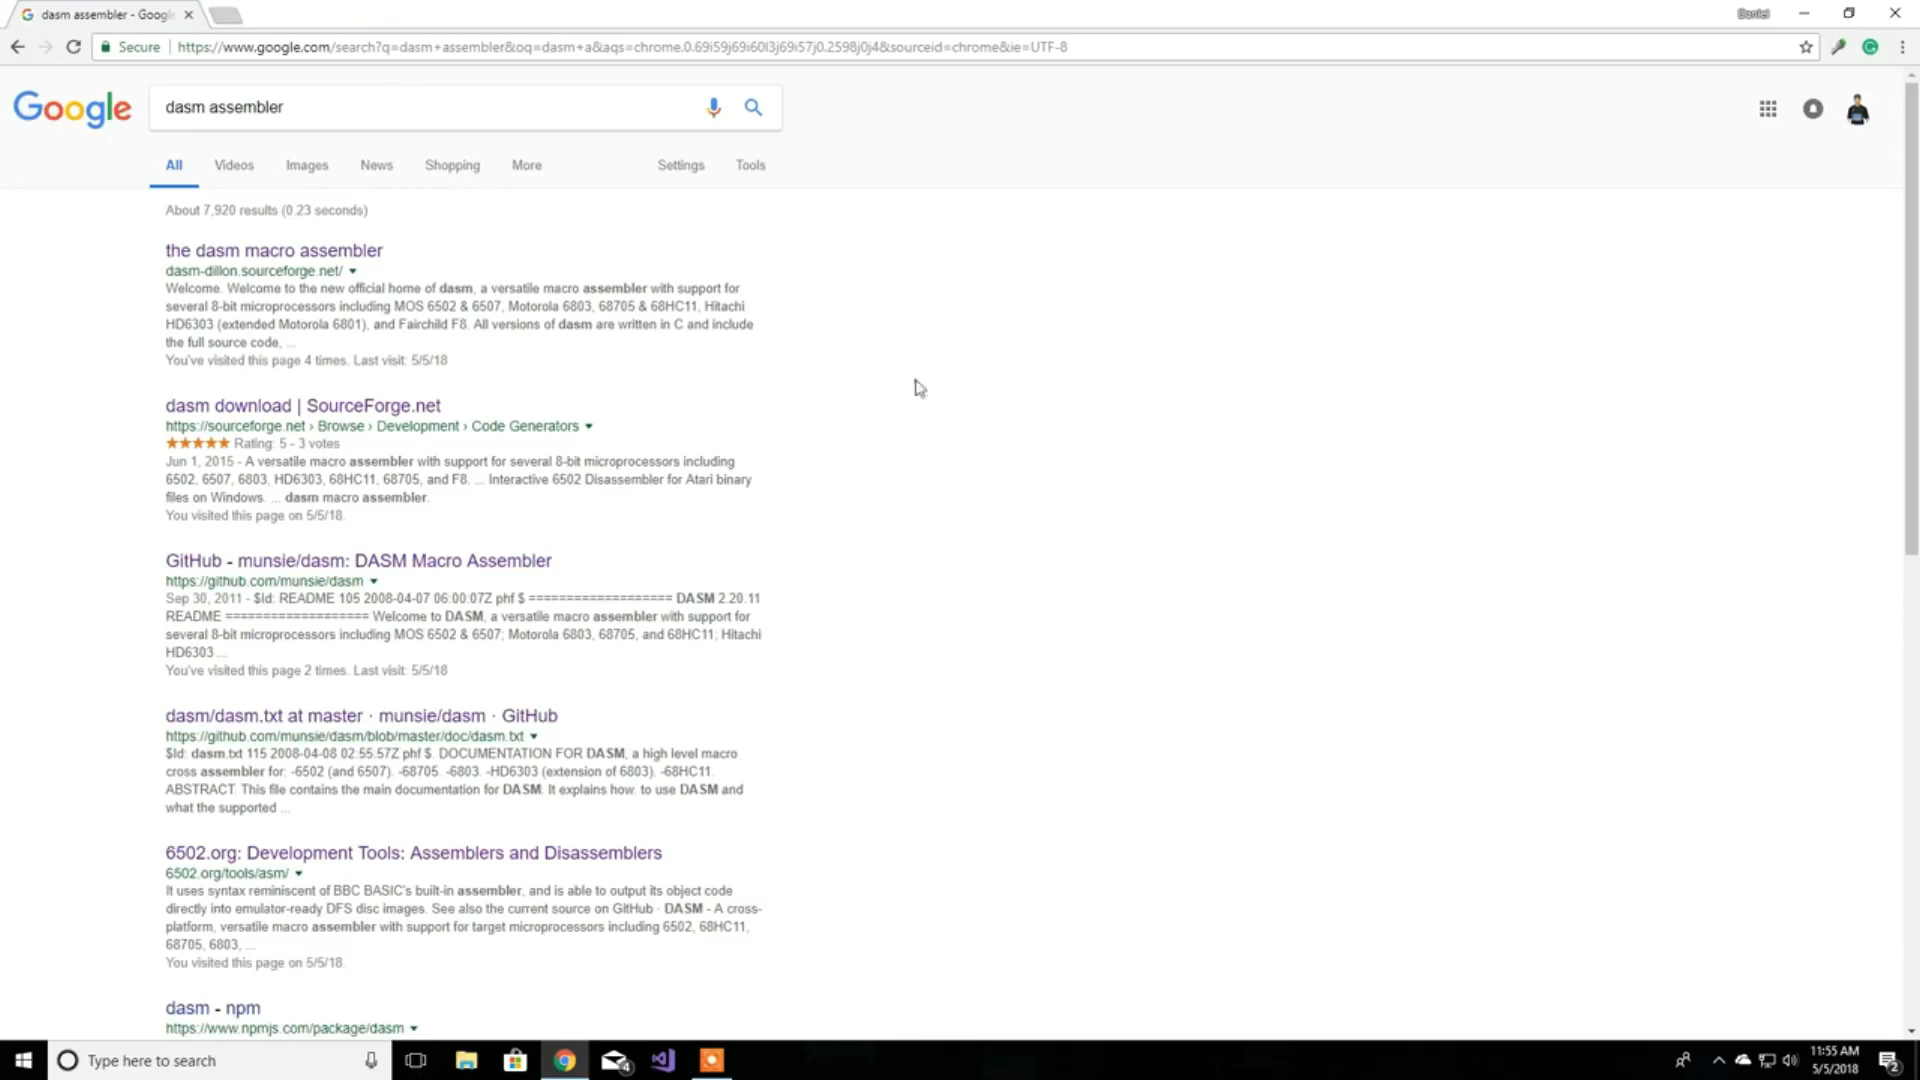 dasm assembler - Googl
Daniel
Secure https://www.google.com/search?q=dasm+assembler&oq=dasm+a&aqs=chrome.0.69i59j69i60l3j69i57j0.2598j0j4&sourceid=chrome&ie=UTF-8
Google dasm assembler
All Videos Images News Shopping More Settings Tools
About 7,920 results (0.23 seconds)
the dasm macro assembler
dasm-dillon.sourceforge.net/
Welcome. Welcome to the new official home of dasm, a versatile macro assembler with support for
several 8-bit microprocessors including MOS 6502 & 6507, Motorola 6803, 68705 & 68HC11, Hitachi
HD6303 (extended Motorola 6801), and Fairchild F8. All versions of dasm are written in C and include
the full source code, ...
You've visited this page 4 times. Last visit: 5/5/18
dasm download | SourceForge.net
https://sourceforge.net › Browse › Development › Code Generators
★★★★★ Rating: 5 - 3 votes
Jun 1, 2015 - A versatile macro assembler with support for several 8-bit microprocessors including
6502, 6507, 6803, HD6303, 68HC11, 68705, and F8. ... Interactive 6502 Disassembler for Atari binary
files on Windows. ... dasm macro assembler.
You visited this page on 5/5/18.
GitHub - munsie/dasm: DASM Macro Assembler
https://github.com/munsie/dasm
Sep 30, 2011 - $Id: README 105 2008-04-07 06:00:07Z phf $ =================== DASM 2.20.11
README =================== Welcome to DASM, a versatile macro assembler with support for
several 8-bit microprocessors including MOS 6502 & 6507; Motorola 6803, 68705, and 68HC11; Hitachi
HD6303 ...
You've visited this page 2 times. Last visit: 5/5/18
dasm/dasm.txt at master · munsie/dasm · GitHub
https://github.com/munsie/dasm/blob/master/doc/dasm.txt
$Id: dasm.txt 115 2008-04-08 02:55:57Z phf $. DOCUMENTATION FOR DASM, a high level macro
cross assembler for: -6502 (and 6507). -68705. -6803. -HD6303 (extension of 6803). -68HC11.
ABSTRACT. This file contains the main documentation for DASM. It explains how. to use DASM and
what the supported ...
6502.org: Development Tools: Assemblers and Disassemblers
6502.org/tools/asm/
It uses syntax reminiscent of BBC BASIC's built-in assembler, and is able to output its object code
directly into emulator-ready DFS disc images. See also the current source on GitHub · DASM - A cross-
platform, versatile macro assembler with support for target microprocessors including 6502, 68HC11,
68705, 6803, ...
You visited this page on 5/5/18.
dasm - npm
https://www.npmjs.com/package/dasm
Type here to search
4
11:55 AM
5/5/2018
2